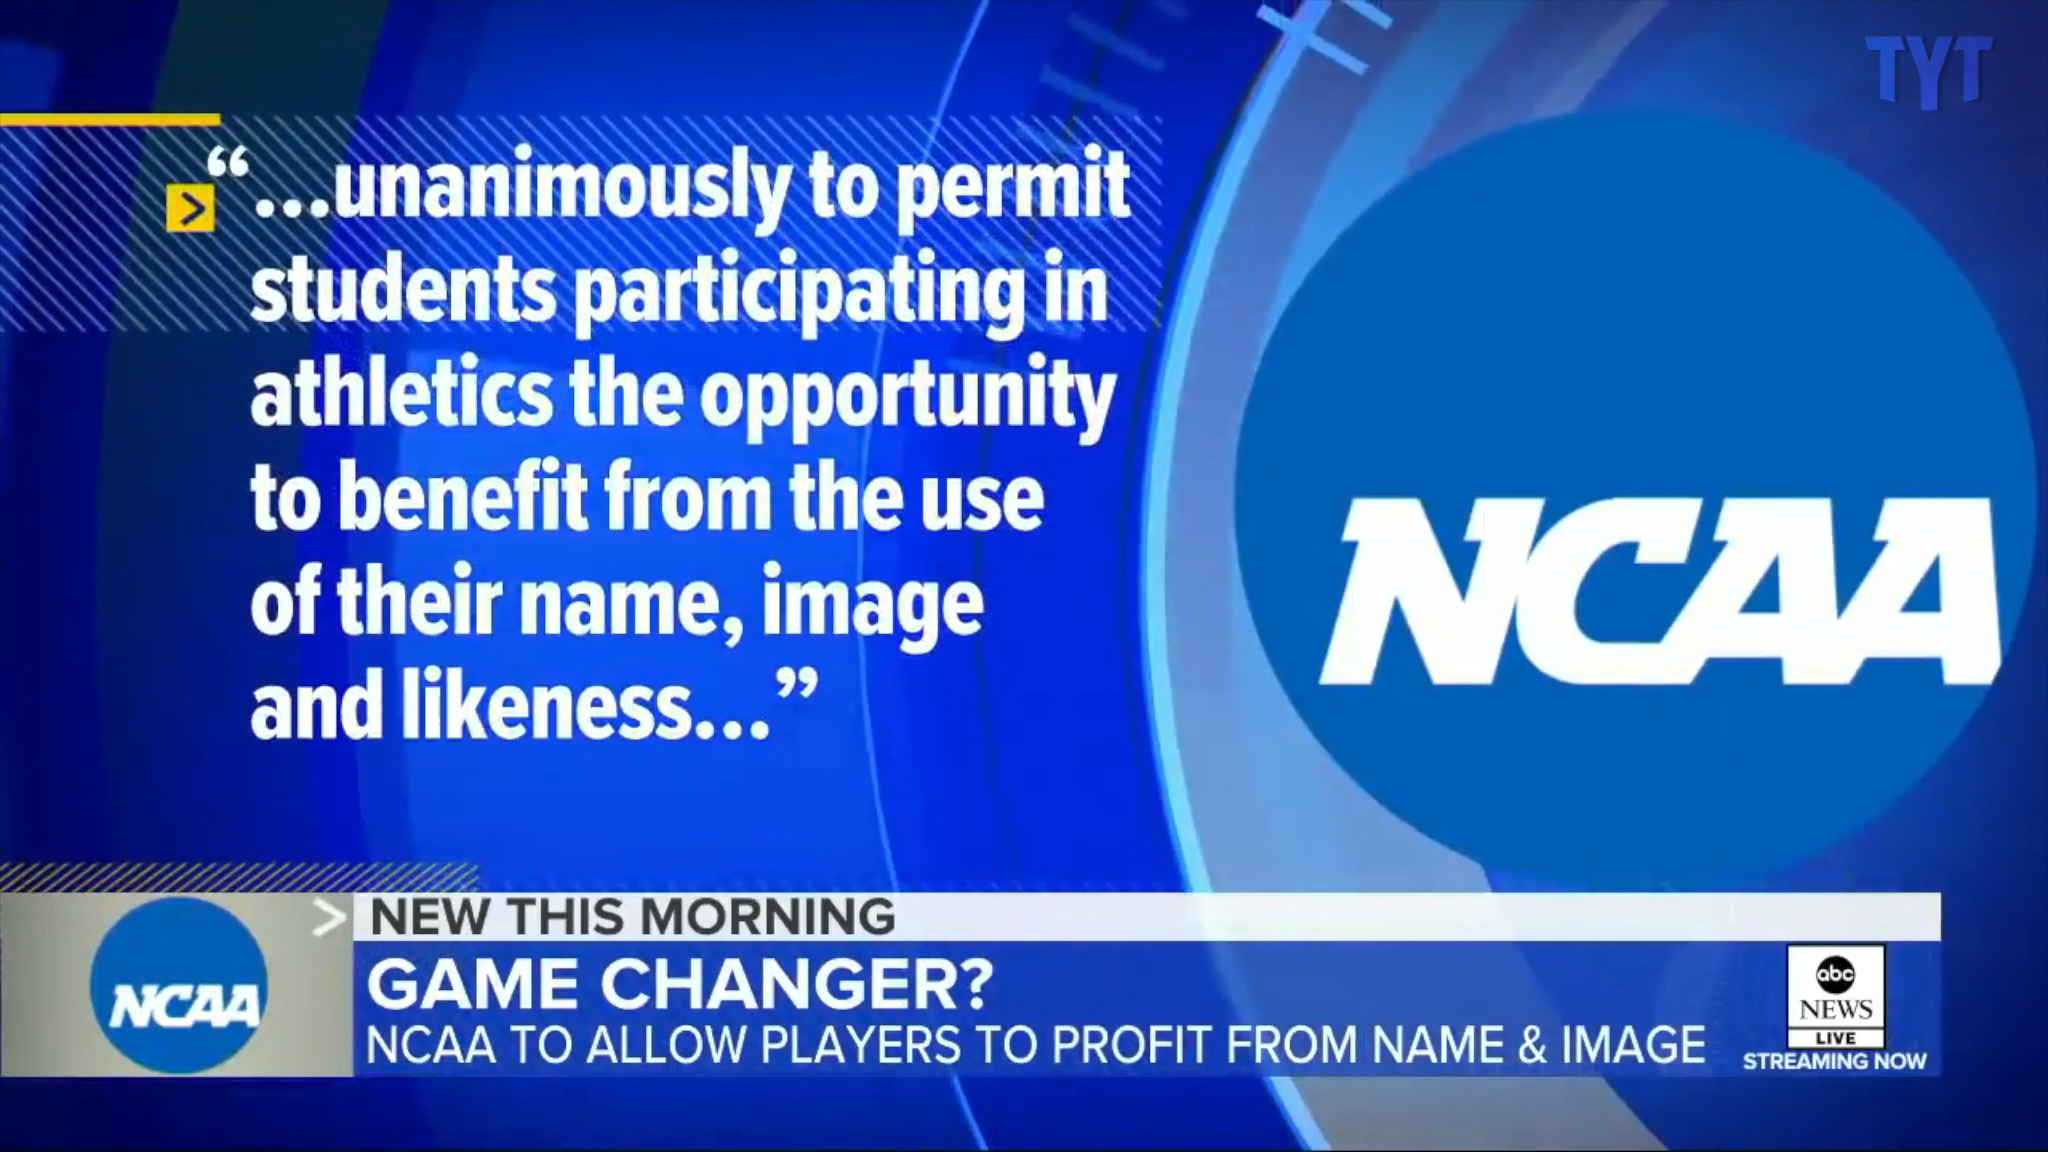 TYT
“...unanimously to permit
students participating in
athletics the opportunity
to benefit from the use
of their name, image
and likeness...”
NCAA
NEW THIS MORNING
GAME CHANGER?
NCAA TO ALLOW PLAYERS TO PROFIT FROM NAME & IMAGE
NCAA
abc
NEWS
LIVE
STREAMING NOW